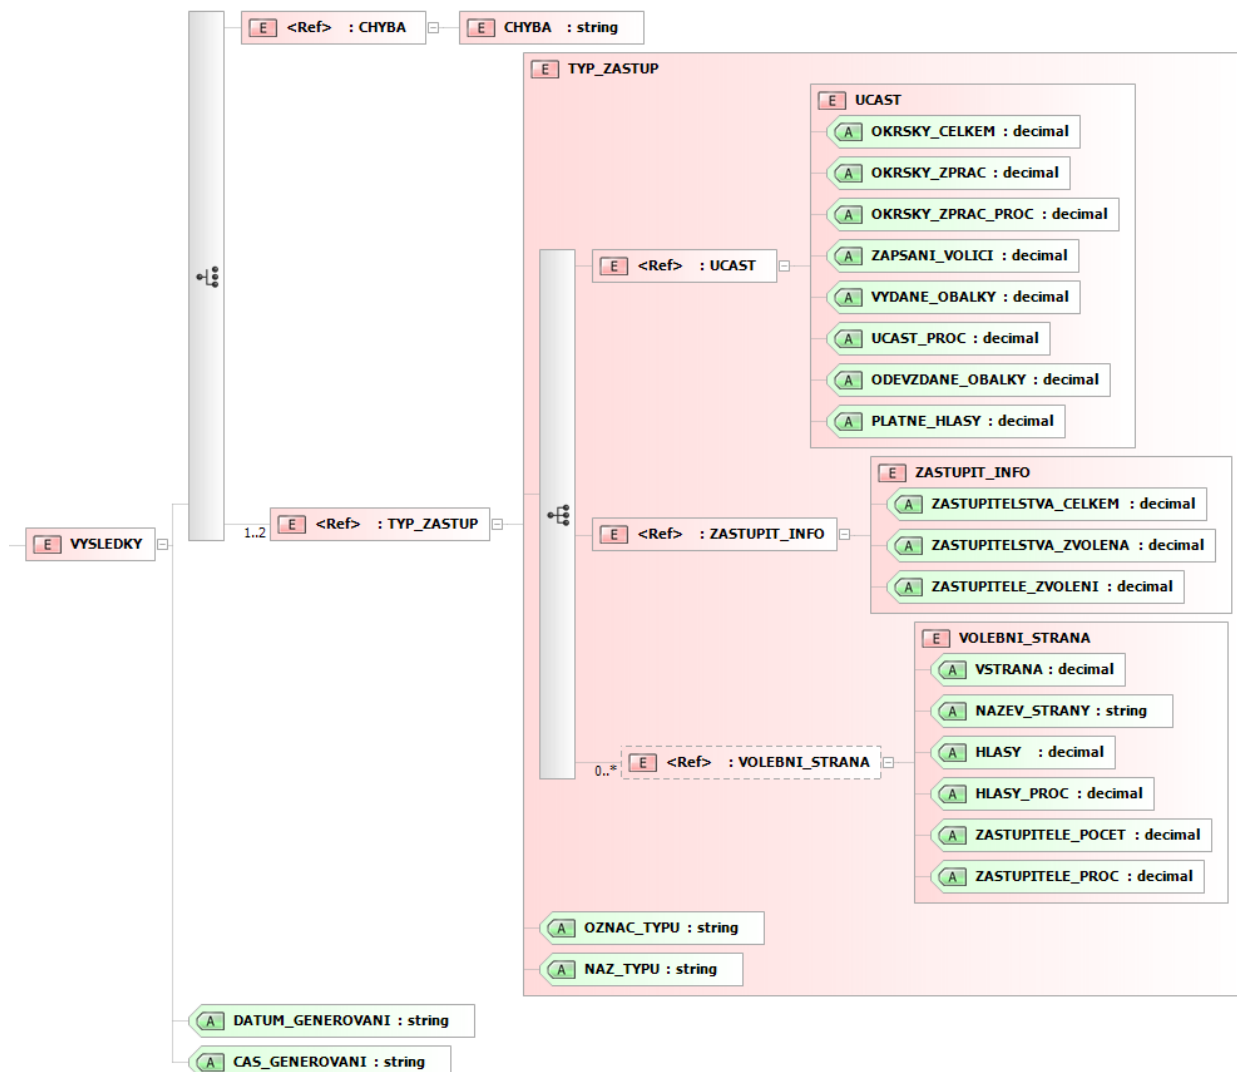 E <Ref> : CHYBA
E CHYBA : string
E TYP_ZASTUP
E UCAST
A OKRSKY_CELKEM : decimal
A OKRSKY_ZPRAC : decimal
A OKRSKY_ZPRAC_PROC : decimal
E <Ref> : UCAST
A ZAPSANI_VOLICI : decimal
A VYDANE_OBALKY : decimal
A UCAST_PROC : decimal
A ODEVZDANE_OBALKY : decimal
A PLATNE_HLASY : decimal
E VYSLEDKY
1..2 E <Ref> : TYP_ZASTUP
E <Ref> : ZASTUPIT_INFO
E ZASTUPIT_INFO
A ZASTUPITELSTVA_CELKEM : decimal
A ZASTUPITELSTVA_ZVOLENA : decimal
A ZASTUPITELE_ZVOLENI : decimal
E VOLEBNI_STRANA
A VSTRANA : decimal
A NAZEV_STRANY : string
0..* E <Ref> : VOLEBNI_STRANA
A HLASY : decimal
A HLASY_PROC : decimal
A ZASTUPITELE_POCET : decimal
A ZASTUPITELE_PROC : decimal
A OZNAC_TYPU : string
A NAZ_TYPU : string
A DATUM_GENEROVANI : string
A CAS_GENEROVANI : string